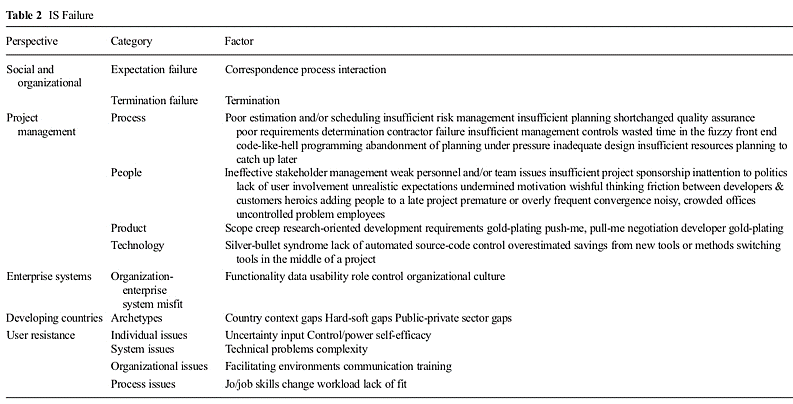 Table 2 IS Failure
Perspective Category Factor
Social and organizational Expectation failure Correspondence process interaction
Termination failure Termination
Project management Process Poor estimation and/or scheduling insufficient risk management insufficient planning shortchanged quality assurance
poor requirements determination contractor failure insufficient management controls wasted time in the fuzzy front end
code-like-hell programming abandonment of planning under pressure inadequate design insufficient resources planning to
catch up later
People Ineffective stakeholder management weak personnel and/or team issues insufficient project sponsorship inattention to politics
lack of user involvement unrealistic expectations undermined motivation wishful thinking friction between developers &
customers heroics adding people to a late project premature or overly frequent convergence noisy, crowded offices
uncontrolled problem employees
Product Scope creep research-oriented development requirements gold-plating push-me, pull-me negotiation developer gold-plating
Technology Silver-bullet syndrome lack of automated source-code control overestimated savings from new tools or methods switching
tools in the middle of a project
Enterprise systems Organization-enterprise system misfit Functionality data usability role control organizational culture
Developing countries Archetypes Country context gaps Hard-soft gaps Public-private sector gaps
User resistance Individual issues Uncertainty input Control/power self-efficacy
System issues Technical problems complexity
Organizational issues Facilitating environments communication training
Process issues Jo/job skills change workload lack of fit